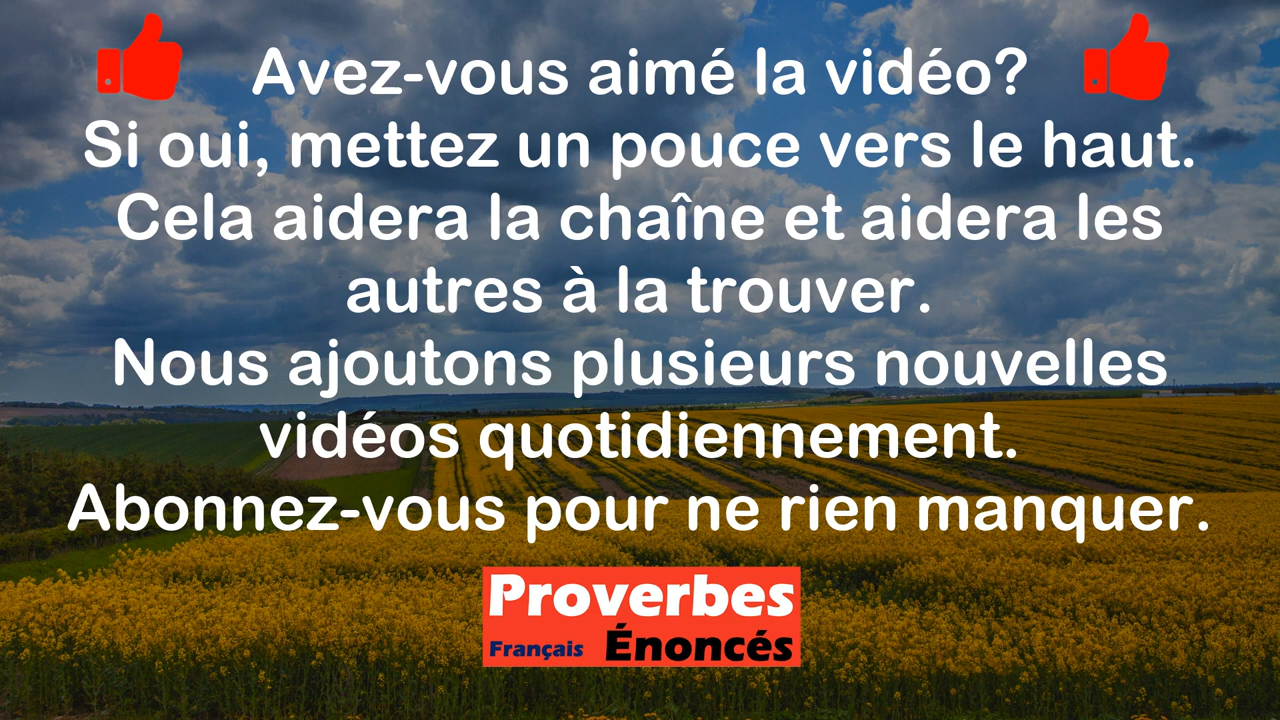 Avez-vous aimé la vidéo?
Si oui, mettez un pouce vers le haut.
Cela aidera la chaîne et aidera les
autres à la trouver.
Nous ajoutons plusieurs nouvelles
vidéos quotidiennement.
Abonnez-vous pour ne rien manquer.
Proverbes
Français Énoncés